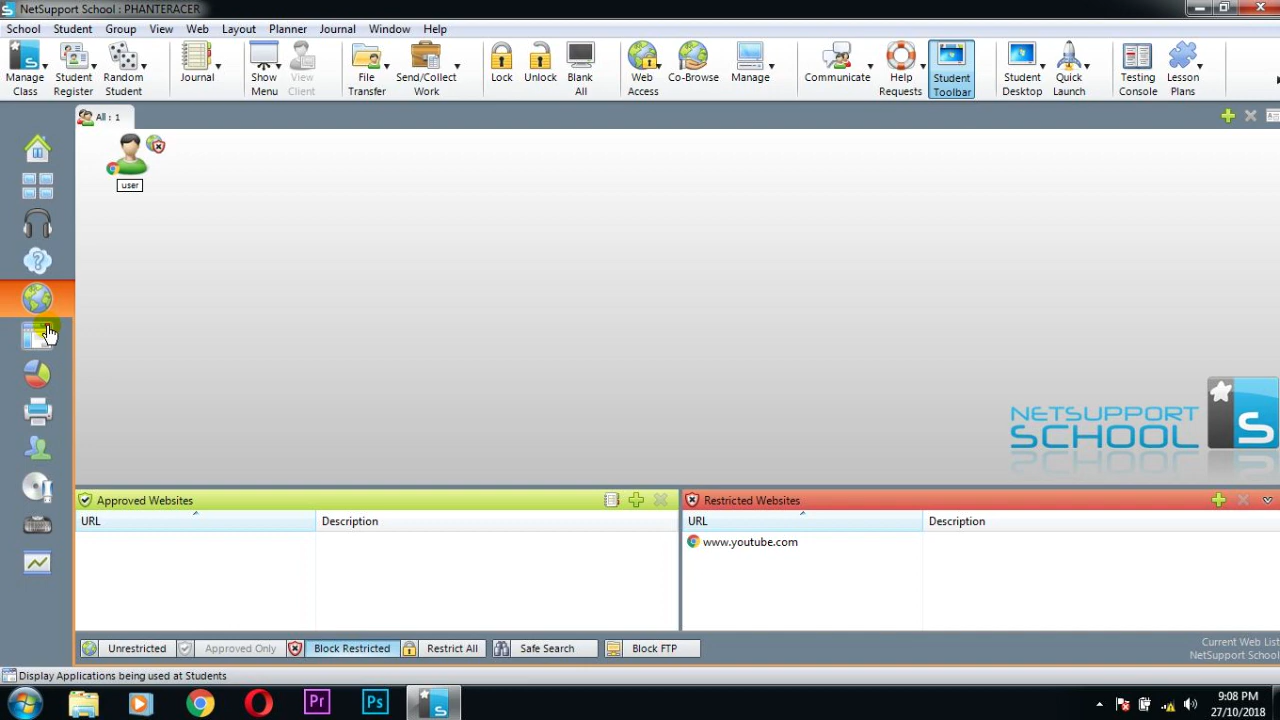 NetSupport School : PHANTERACER
School Student Group View Web Layout Planner Journal Window Help
Manage Class
Student Register
Random Student
Journal
Show Menu
View Client
File Transfer
Send/Collect Work
Lock
Unlock
Blank All
Web Access
Co-Browse
Manage
Communicate
Help Requests
Student Toolbar
Student Desktop
Quick Launch
Testing Console
Lesson Plans
All : 1
user
NETSUPPORT
SCHOOL
S
Approved Websites
URL Description
Restricted Websites
URL Description
www.youtube.com
Unrestricted Approved Only Block Restricted Restrict All Safe Search Block FTP
Current Web List
NetSupport School
Display Applications being used at Students
Pr Ps
9:08 PM
27/10/2018